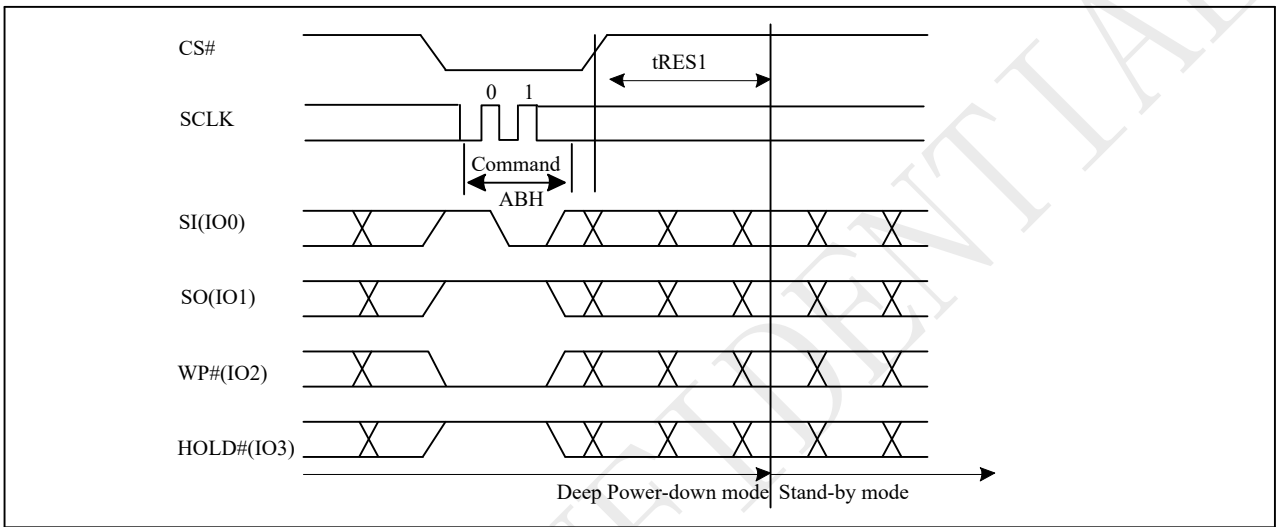 CS#
tRES1
0 1
SCLK
Command
ABH
SI(IO0)
SO(IO1)
WP#(IO2)
HOLD#(IO3)
Deep Power-down mode Stand-by mode